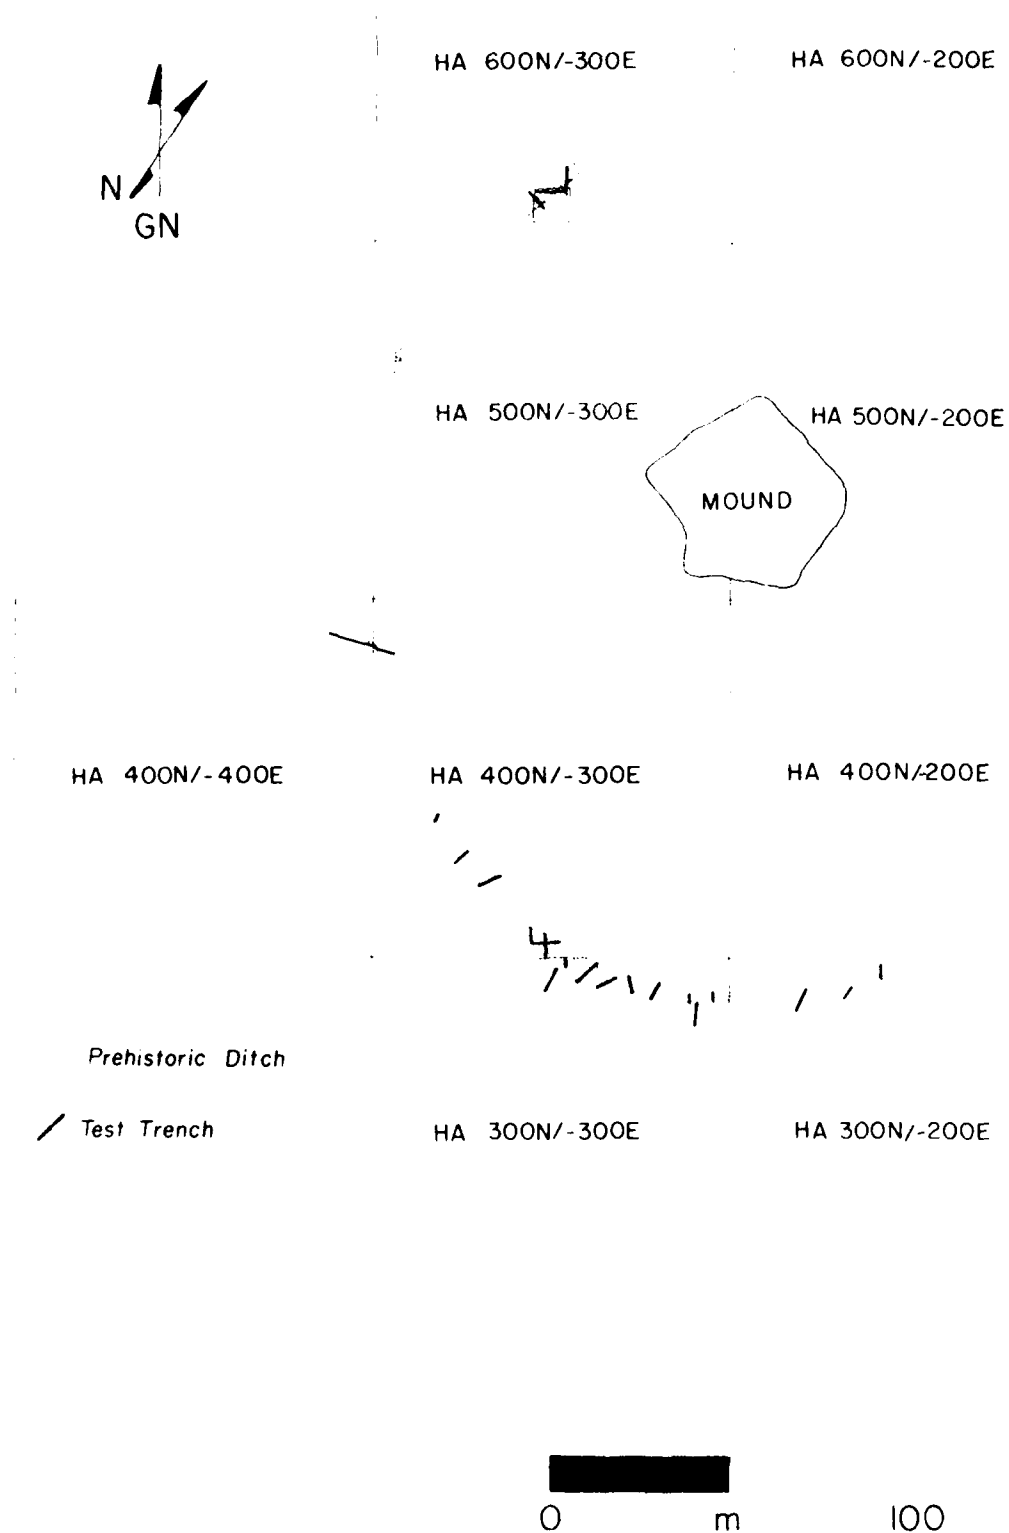 HA 600N/-300E HA 600N/-200E
N
GN
HA 500N/-300E HA 500N/-200E
MOUND
HA 400N/-400E HA 400N/-300E HA 400N/-200E
Prehistoric Ditch
Test Trench
HA 300N/-300E HA 300N/-200E
0 m 100